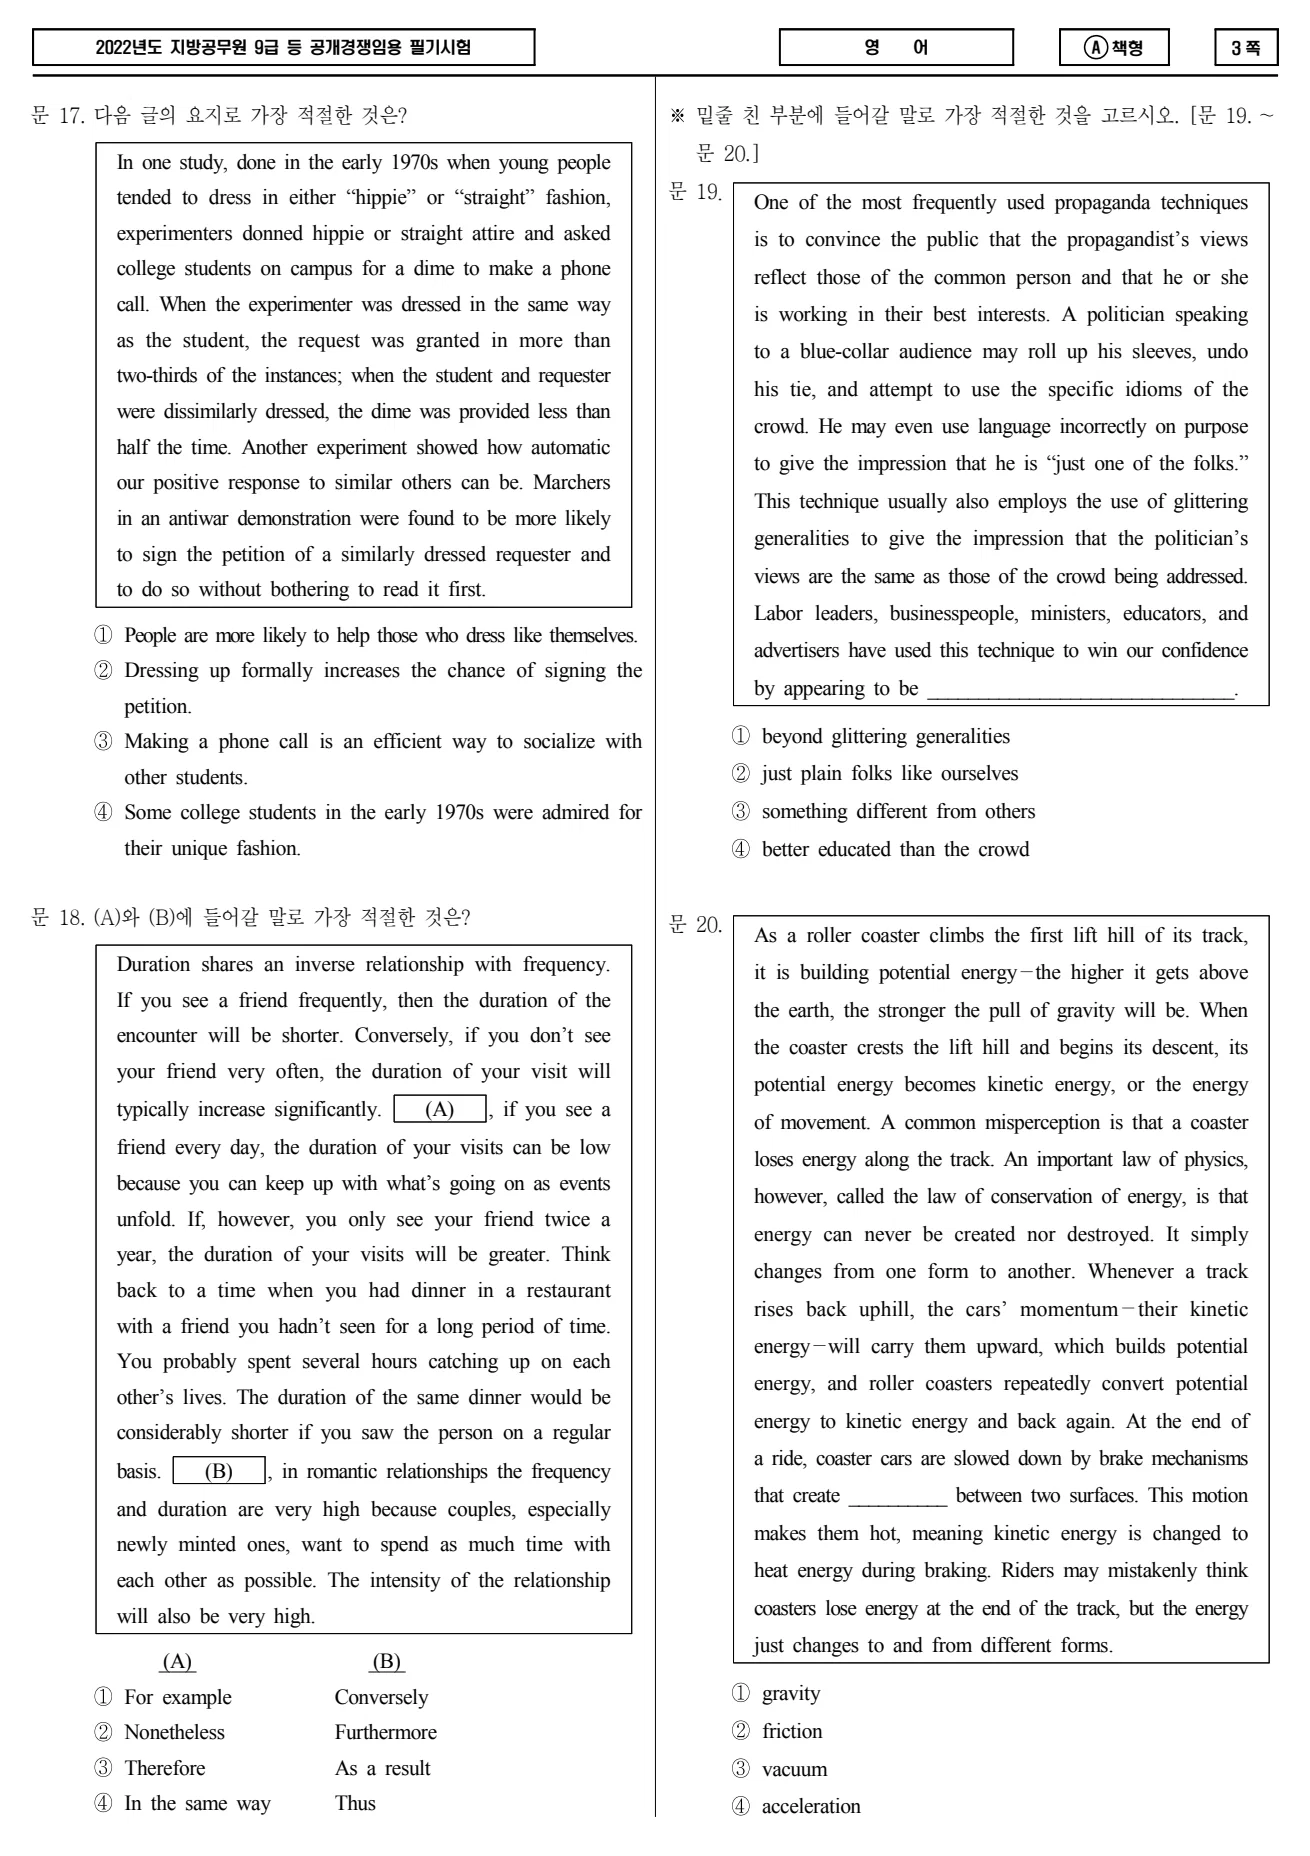 2022년도 지방공무원 9급 등 공개경쟁임용 필기시험
영 어
Ⓐ 책형
3 쪽
문 17. 다음 글의 요지로 가장 적절한 것은?
In one study, done in the early 1970s when young people
tended to dress in either “hippie” or “straight” fashion,
experimenters donned hippie or straight attire and asked
college students on campus for a dime to make a phone
call. When the experimenter was dressed in the same way
as the student, the request was granted in more than
two-thirds of the instances; when the student and requester
were dissimilarly dressed, the dime was provided less than
half the time. Another experiment showed how automatic
our positive response to similar others can be. Marchers
in an antiwar demonstration were found to be more likely
to sign the petition of a similarly dressed requester and
to do so without bothering to read it first.
① People are more likely to help those who dress like themselves.
② Dressing up formally increases the chance of signing the
petition.
③ Making a phone call is an efficient way to socialize with
other students.
④ Some college students in the early 1970s were admired for
their unique fashion.
문 18. (A)와 (B)에 들어갈 말로 가장 적절한 것은?
Duration shares an inverse relationship with frequency.
If you see a friend frequently, then the duration of the
encounter will be shorter. Conversely, if you don’t see
your friend very often, the duration of your visit will
typically increase significantly. (A) , if you see a
friend every day, the duration of your visits can be low
because you can keep up with what’s going on as events
unfold. If, however, you only see your friend twice a
year, the duration of your visits will be greater. Think
back to a time when you had dinner in a restaurant
with a friend you hadn’t seen for a long period of time.
You probably spent several hours catching up on each
other’s lives. The duration of the same dinner would be
considerably shorter if you saw the person on a regular
basis. (B) , in romantic relationships the frequency
and duration are very high because couples, especially
newly minted ones, want to spend as much time with
each other as possible. The intensity of the relationship
will also be very high.
(A) (B)
① For example Conversely
② Nonetheless Furthermore
③ Therefore As a result
④ In the same way Thus
※ 밑줄 친 부분에 들어갈 말로 가장 적절한 것을 고르시오. [문 19. ~
문 20.]
문 19.
One of the most frequently used propaganda techniques
is to convince the public that the propagandist’s views
reflect those of the common person and that he or she
is working in their best interests. A politician speaking
to a blue-collar audience may roll up his sleeves, undo
his tie, and attempt to use the specific idioms of the
crowd. He may even use language incorrectly on purpose
to give the impression that he is “just one of the folks.”
This technique usually also employs the use of glittering
generalities to give the impression that the politician’s
views are the same as those of the crowd being addressed.
Labor leaders, businesspeople, ministers, educators, and
advertisers have used this technique to win our confidence
by appearing to be ______________________________.
① beyond glittering generalities
② just plain folks like ourselves
③ something different from others
④ better educated than the crowd
문 20.
As a roller coaster climbs the first lift hill of its track,
it is building potential energy－the higher it gets above
the earth, the stronger the pull of gravity will be. When
the coaster crests the lift hill and begins its descent, its
potential energy becomes kinetic energy, or the energy
of movement. A common misperception is that a coaster
loses energy along the track. An important law of physics,
however, called the law of conservation of energy, is that
energy can never be created nor destroyed. It simply
changes from one form to another. Whenever a track
rises back uphill, the cars’ momentum－their kinetic
energy－will carry them upward, which builds potential
energy, and roller coasters repeatedly convert potential
energy to kinetic energy and back again. At the end of
a ride, coaster cars are slowed down by brake mechanisms
that create __________ between two surfaces. This motion
makes them hot, meaning kinetic energy is changed to
heat energy during braking. Riders may mistakenly think
coasters lose energy at the end of the track, but the energy
just changes to and from different forms.
① gravity
② friction
③ vacuum
④ acceleration